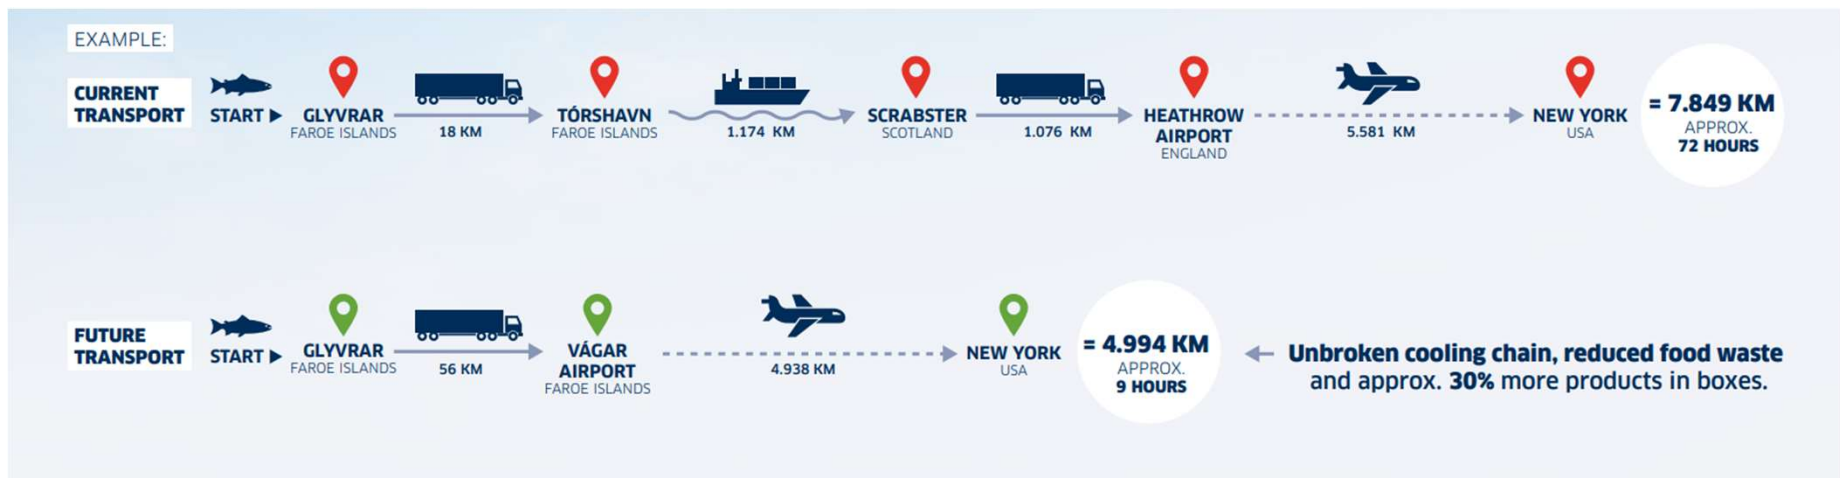 EXAMPLE:
CURRENT
TRANSPORT
START
GLYVRAR
FAROE ISLANDS
18 KM
TÓRSHAVN
FAROE ISLANDS
1.174 KM
SCRABSTER
SCOTLAND
1.076 KM
HEATHROW
AIRPORT
ENGLAND
5.581 KM
NEW YORK
USA
= 7.849 KM
APPROX.
72 HOURS
FUTURE
TRANSPORT
START
GLYVRAR
FAROE ISLANDS
56 KM
VÁGAR
AIRPORT
FAROE ISLANDS
4.938 KM
NEW YORK
USA
= 4.994 KM
APPROX.
9 HOURS
Unbroken cooling chain, reduced food waste
and approx. 30% more products in boxes.